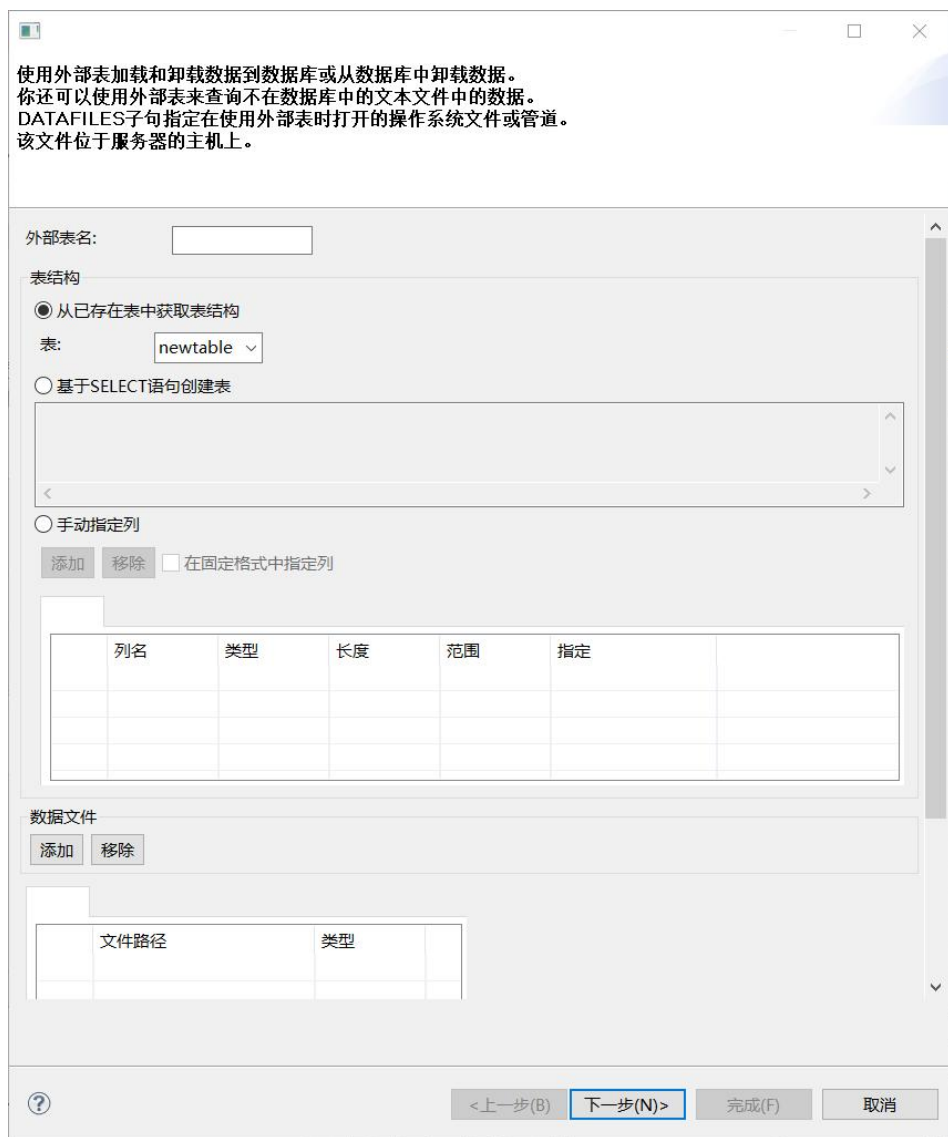 使用外部表加载和卸载数据到数据库或从数据库中卸载数据。
你还可以使用外部表来查询不在数据库中的文本文件中的数据。
DATAFILES子句指定在使用外部表时打开的操作系统文件或管道。
该文件位于服务器的主机上。
外部表名:
表结构
从已存在表中获取表结构
表: newtable
基于SELECT语句创建表
手动指定列
添加 移除 在固定格式中指定列
列名 类型 长度 范围 指定
数据文件
添加 移除
文件路径 类型
<上一步(B) 下一步(N)> 完成(F) 取消